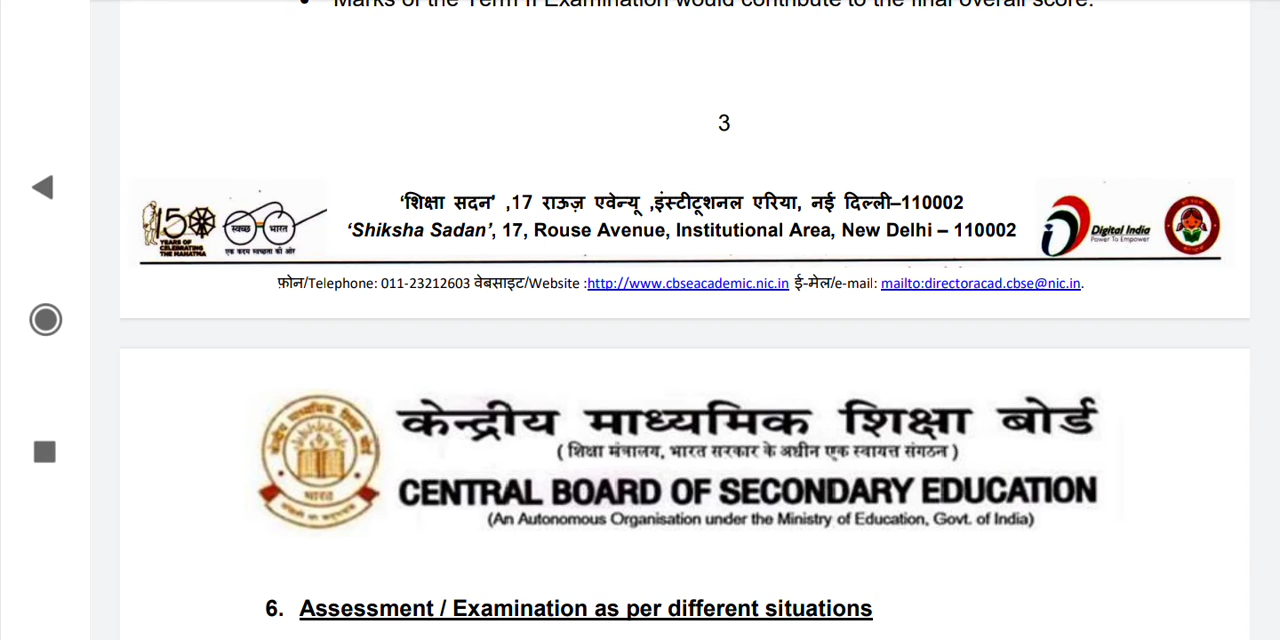 Marks of the Term II Examination would contribute to the final overall score.
3
150
YEARS OF
CELEBRATING
THE MAHATMA
स्वच्छ भारत
एक कदम स्वच्छता की ओर
‘शिक्षा सदन’ ,17 राऊज़ एवेन्यू ,इंस्टीटूशनल एरिया, नई दिल्ली–110002
‘Shiksha Sadan’, 17, Rouse Avenue, Institutional Area, New Delhi – 110002
Digital India
Power To Empower
फ़ोन/Telephone: 011-23212603 वेबसाइट/Website :http://www.cbseacademic.nic.in ई-मेल/e-mail: mailto:directoracad.cbse@nic.in.
केन्द्रीय माध्यमिक शिक्षा बोर्ड
( शिक्षा मंत्रालय, भारत सरकार के अधीन एक स्वायत्त संगठन )
CENTRAL BOARD OF SECONDARY EDUCATION
(An Autonomous Organisation under the Ministry of Education, Govt. of India)
भारत
6. Assessment / Examination as per different situations